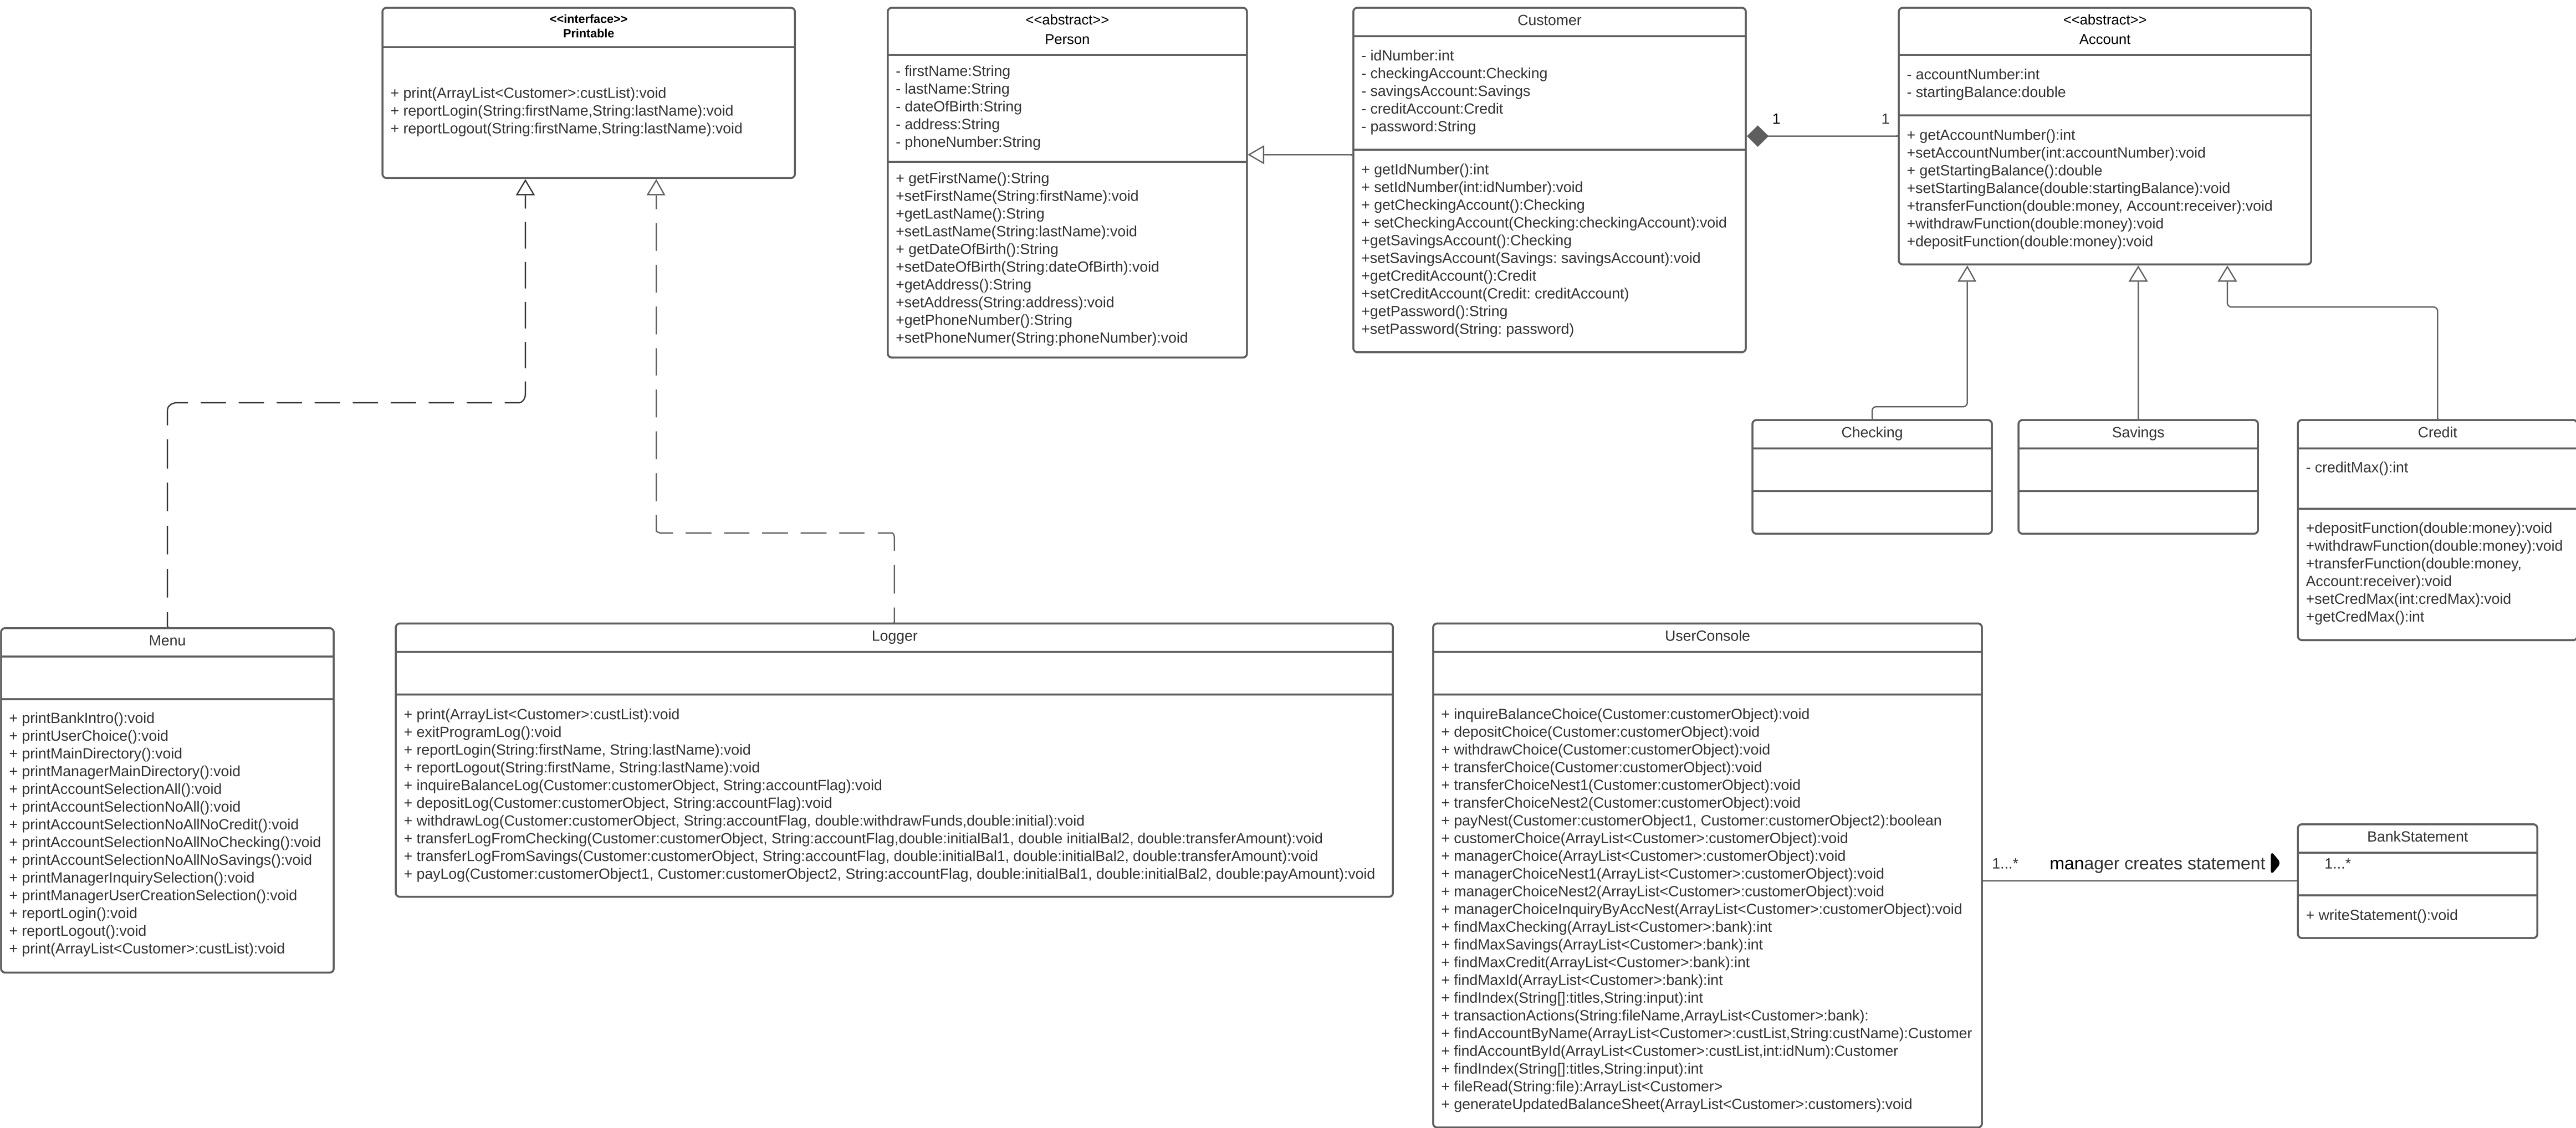 <<interface>>
Printable
+ print(ArrayList<Customer>:custList):void
+ reportLogin(String:firstName,String:lastName):void
+ reportLogout(String:firstName,String:lastName):void
<<abstract>>
Person
- firstName:String
- lastName:String
- dateOfBirth:String
- address:String
- phoneNumber:String
+ getFirstName():String
+setFirstName(String:firstName):void
+getLastName():String
+setLastName(String:lastName):void
+ getDateOfBirth():String
+setDateOfBirth(String:dateOfBirth):void
+getAddress():String
+setAddress(String:address):void
+getPhoneNumber():String
+setPhoneNumer(String:phoneNumber):void
Customer
- idNumber:int
- checkingAccount:Checking
- savingsAccount:Savings
- creditAccount:Credit
- password:String
+ getIdNumber():int
+ setIdNumber(int:idNumber):void
+ getCheckingAccount():Checking
+ setCheckingAccount(Checking:checkingAccount):void
+getSavingsAccount():Checking
+setSavingsAccount(Savings: savingsAccount):void
+getCreditAccount():Credit
+setCreditAccount(Credit: creditAccount)
+getPassword():String
+setPassword(String: password)
1
1
<<abstract>>
Account
- accountNumber:int
- startingBalance:double
+ getAccountNumber():int
+setAccountNumber(int:accountNumber):void
+ getStartingBalance():double
+setStartingBalance(double:startingBalance):void
+transferFunction(double:money, Account:receiver):void
+withdrawFunction(double:money):void
+depositFunction(double:money):void
Checking
Savings
Credit
- creditMax():int
+depositFunction(double:money):void
+withdrawFunction(double:money):void
+transferFunction(double:money,
Account:receiver):void
+setCredMax(int:credMax):void
+getCredMax():int
Menu
+ printBankIntro():void
+ printUserChoice():void
+ printMainDirectory():void
+ printManagerMainDirectory():void
+ printAccountSelectionAll():void
+ printAccountSelectionNoAll():void
+ printAccountSelectionNoAllNoCredit():void
+ printAccountSelectionNoAllNoChecking():void
+ printAccountSelectionNoAllNoSavings():void
+ printManagerInquirySelection():void
+ printManagerUserCreationSelection():void
+ reportLogin():void
+ reportLogout():void
+ print(ArrayList<Customer>:custList):void
Logger
+ print(ArrayList<Customer>:custList):void
+ exitProgramLog():void
+ reportLogin(String:firstName, String:lastName):void
+ reportLogout(String:firstName, String:lastName):void
+ inquireBalanceLog(Customer:customerObject, String:accountFlag):void
+ depositLog(Customer:customerObject, String:accountFlag):void
+ withdrawLog(Customer:customerObject, String:accountFlag, double:withdrawFunds,double:initial):void
+ transferLogFromChecking(Customer:customerObject, String:accountFlag,double:initialBal1, double initialBal2, double:transferAmount):void
+ transferLogFromSavings(Customer:customerObject, String:accountFlag, double:initialBal1, double:initialBal2, double:transferAmount):void
+ payLog(Customer:customerObject1, Customer:customerObject2, String:accountFlag, double:initialBal1, double:initialBal2, double:payAmount):void
UserConsole
+ inquireBalanceChoice(Customer:customerObject):void
+ depositChoice(Customer:customerObject):void
+ withdrawChoice(Customer:customerObject):void
+ transferChoice(Customer:customerObject):void
+ transferChoiceNest1(Customer:customerObject):void
+ transferChoiceNest2(Customer:customerObject):void
+ payNest(Customer:customerObject1, Customer:customerObject2):boolean
+ customerChoice(ArrayList<Customer>:customerObject):void
+ managerChoice(ArrayList<Customer>:customerObject):void
+ managerChoiceNest1(ArrayList<Customer>:customerObject):void
+ managerChoiceNest2(ArrayList<Customer>:customerObject):void
+ managerChoiceInquiryByAccNest(ArrayList<Customer>:customerObject):void
+ findMaxChecking(ArrayList<Customer>:bank):int
+ findMaxSavings(ArrayList<Customer>:bank):int
+ findMaxCredit(ArrayList<Customer>:bank):int
+ findMaxId(ArrayList<Customer>:bank):int
+ findIndex(String[]:titles,String:input):int
+ transactionActions(String:fileName,ArrayList<Customer>:bank):
+ findAccountByName(ArrayList<Customer>:custList,String:custName):Customer
+ findAccountById(ArrayList<Customer>:custList,int:idNum):Customer
+ findIndex(String[]:titles,String:input):int
+ fileRead(String:file):ArrayList<Customer>
+ generateUpdatedBalanceSheet(ArrayList<Customer>:customers):void
1...* manager creates statement
BankStatement
1...*
+ writeStatement():void